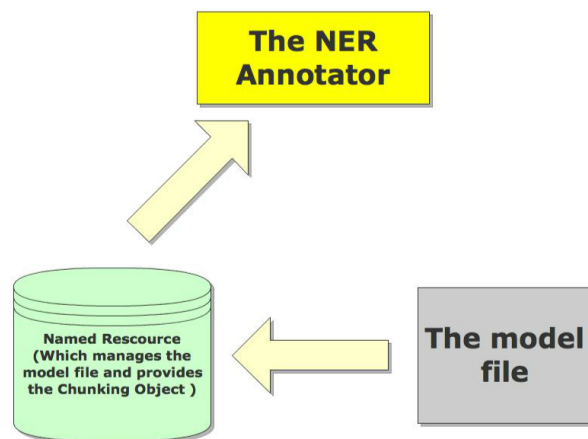 The NER
Annotator
Named Rescource
(Which manages the
model file and provides
the Chunking Object )
The model
file